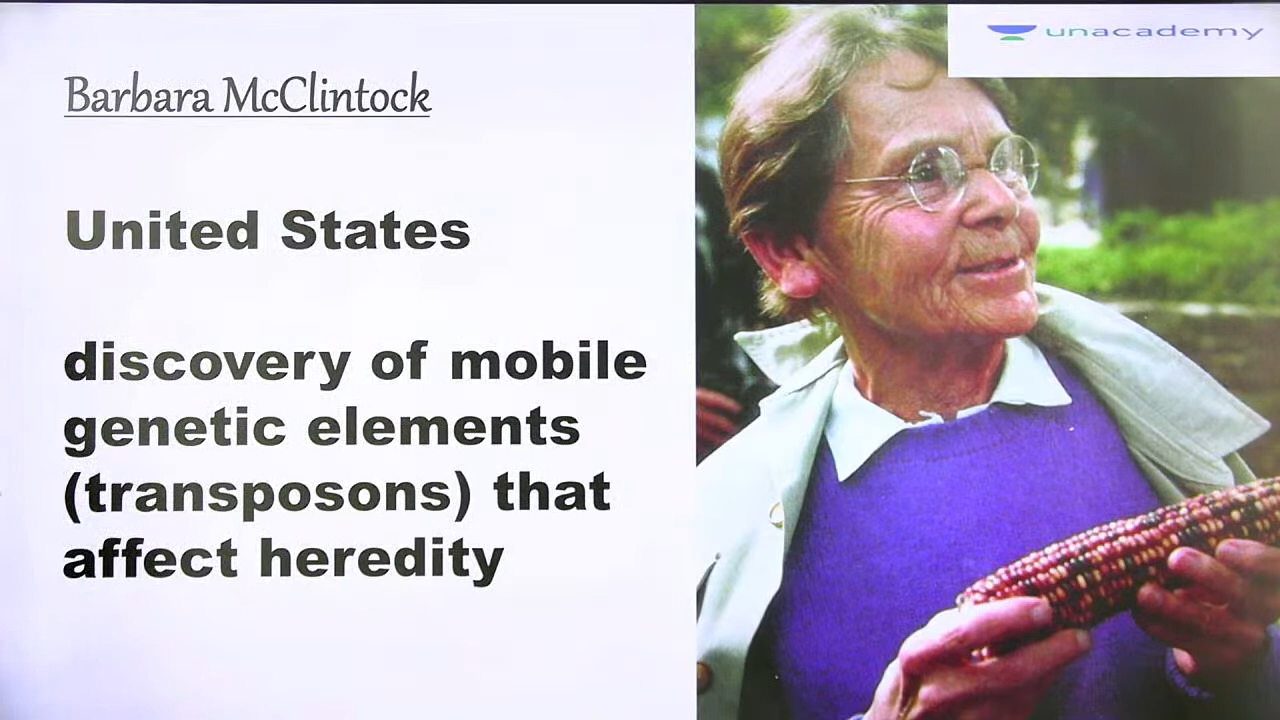 unacademy
Barbara McClintock
United States
discovery of mobile
genetic elements
(transposons) that
affect heredity